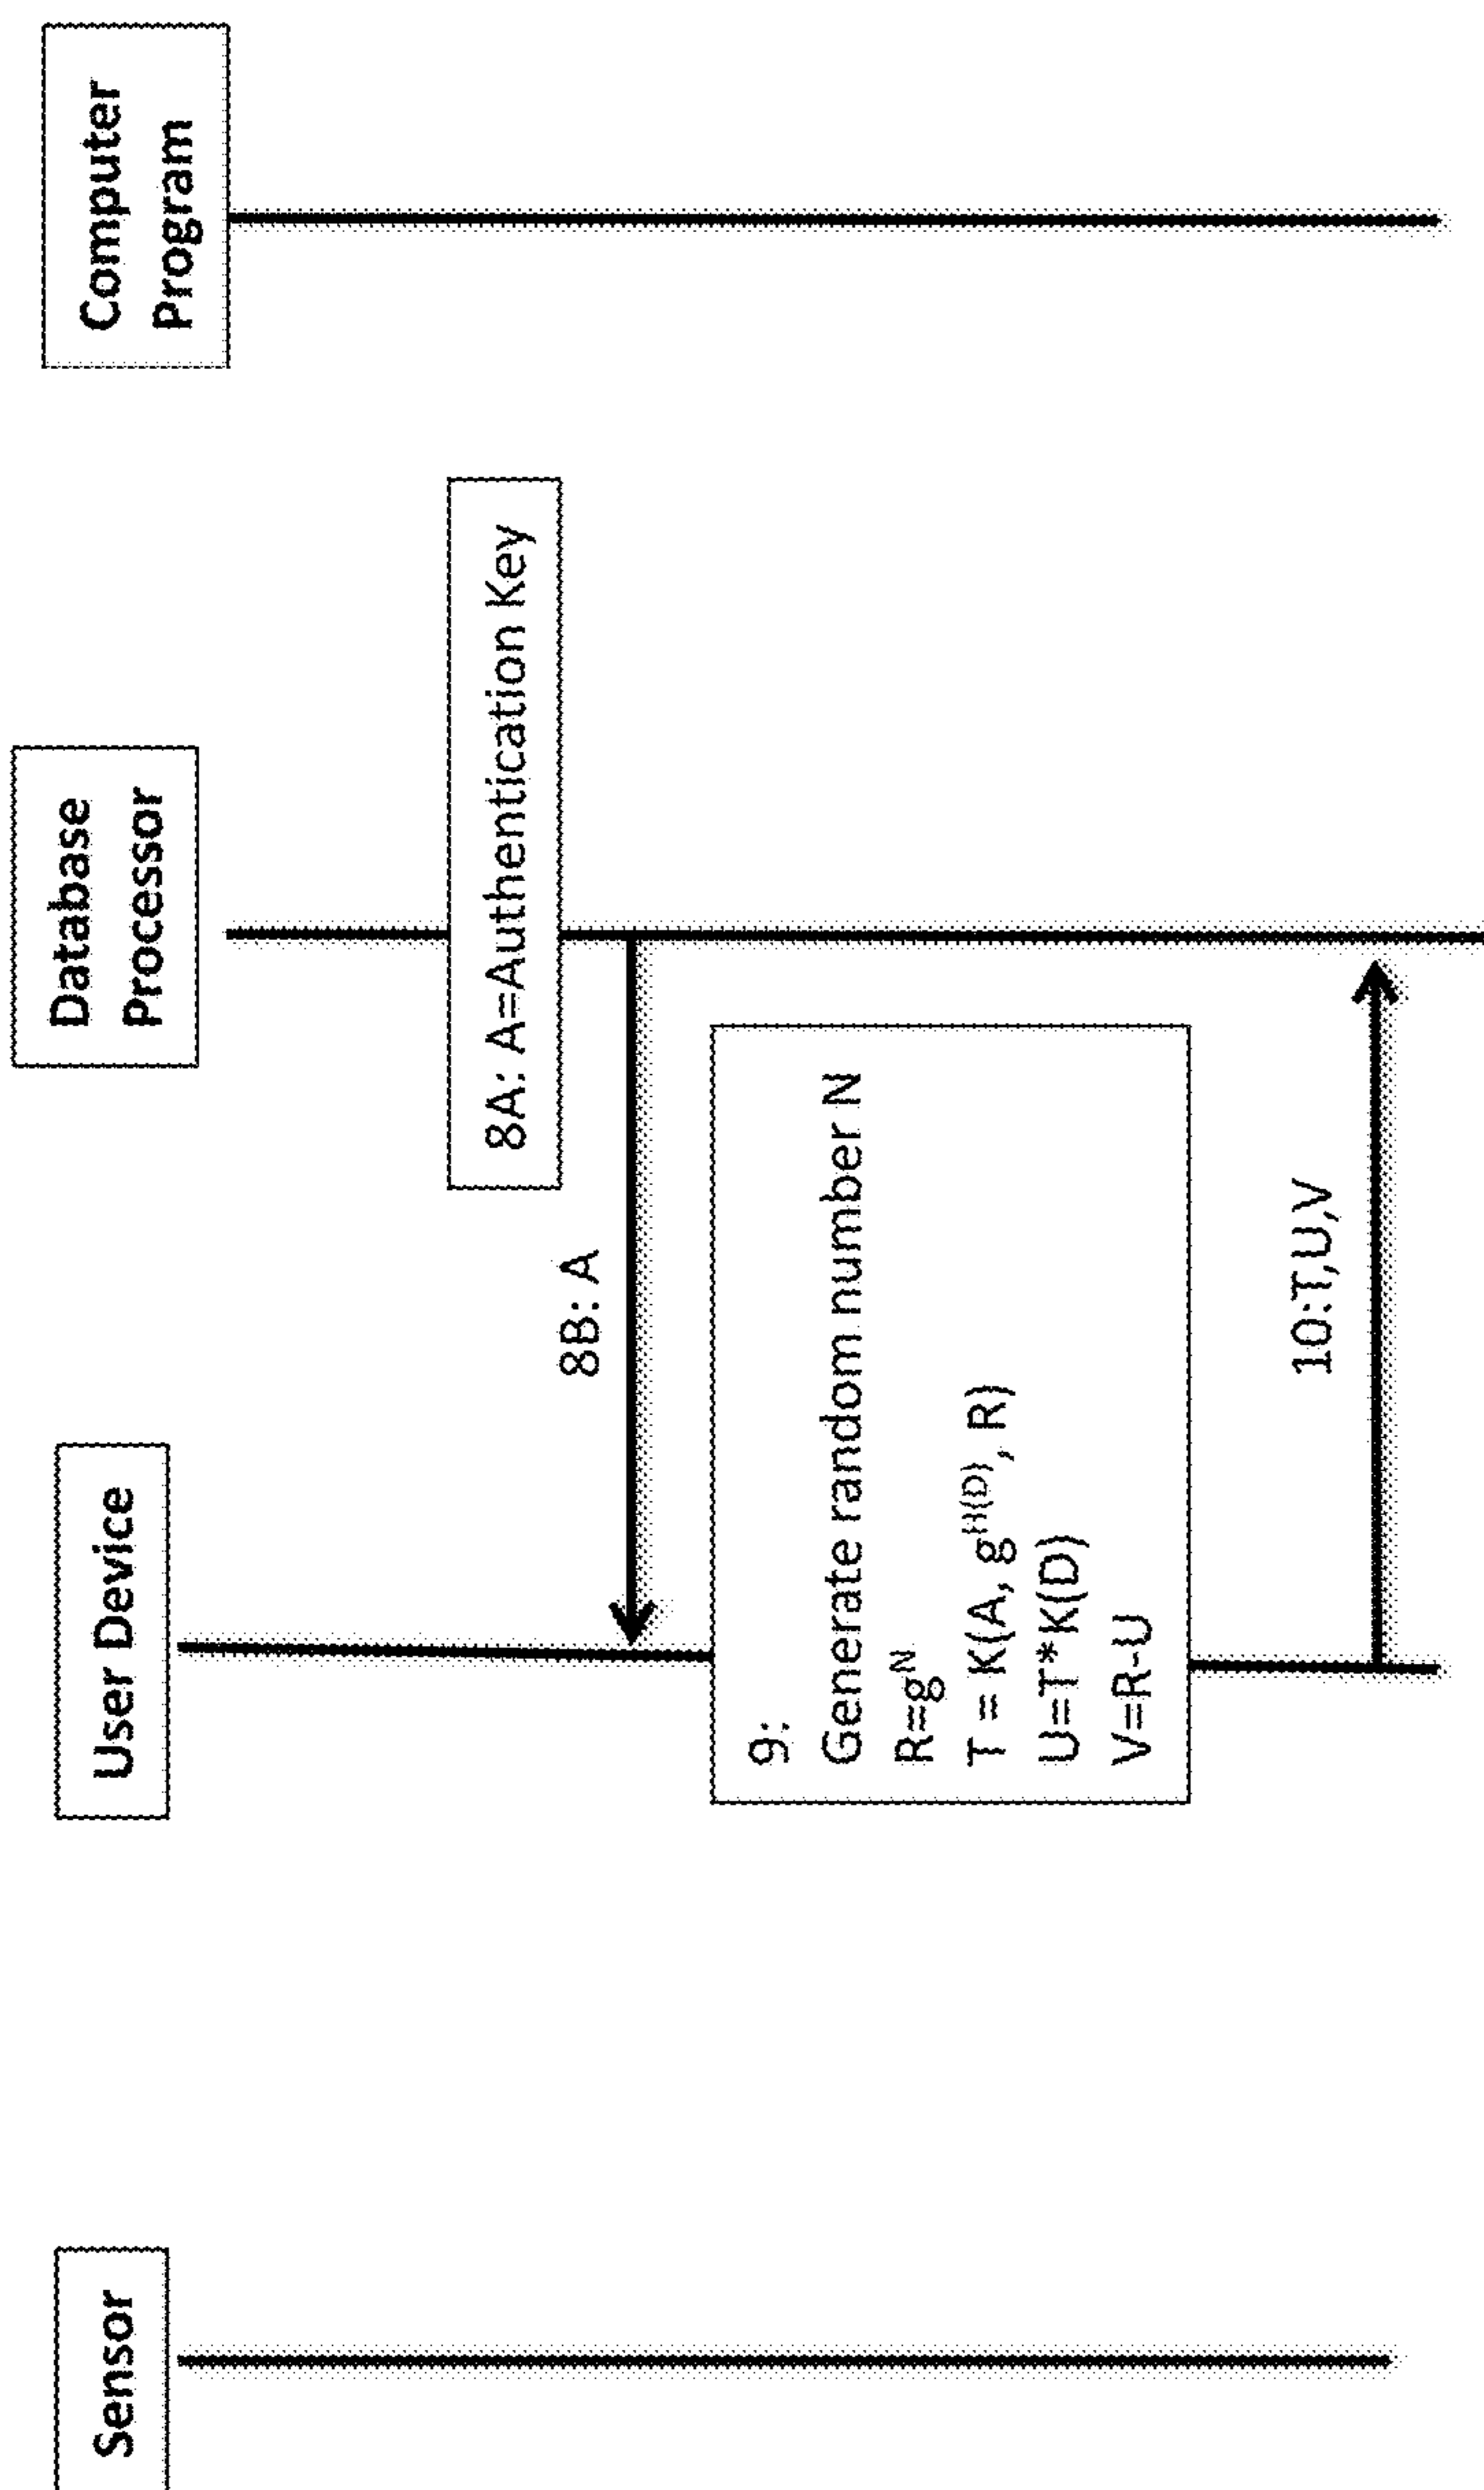 Sensor
User Device
Database
Processor
Computer
Program
8A: A=Authentication Key
8B: A
9:
Generate random number N
R=g^N
T = K(A, g^H(D), R)
U=T*K(D)
V=R-U
10:T,U,V